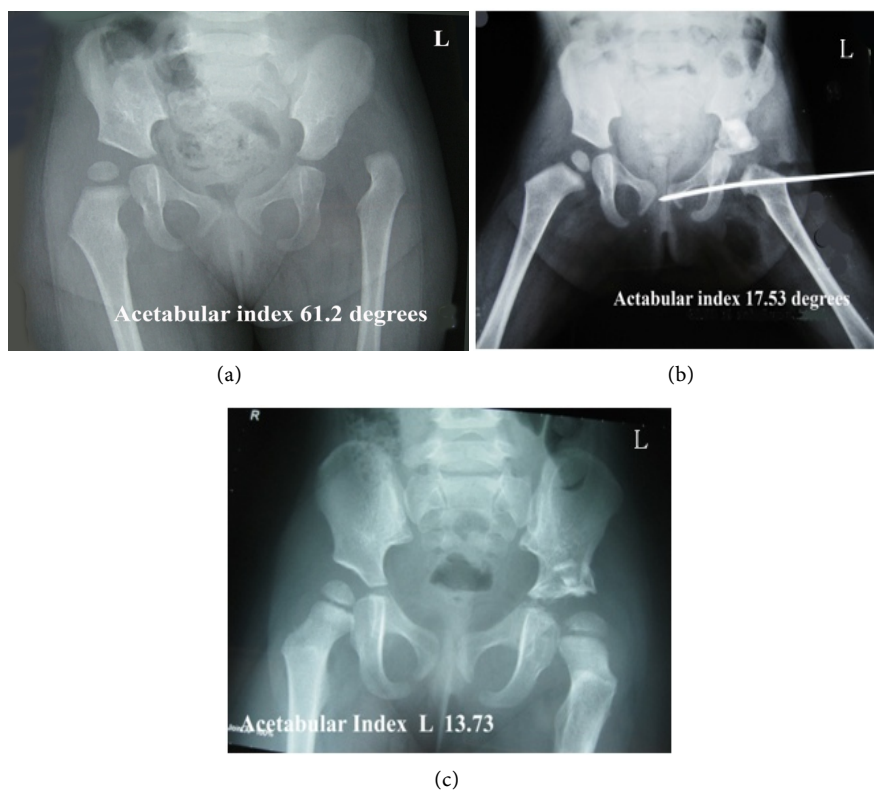 L
Acetabular index 61.2 degrees
(a)
L
Actabular index 17.53 degrees
(b)
R
L
Acetabular Index L 13.73
(c)